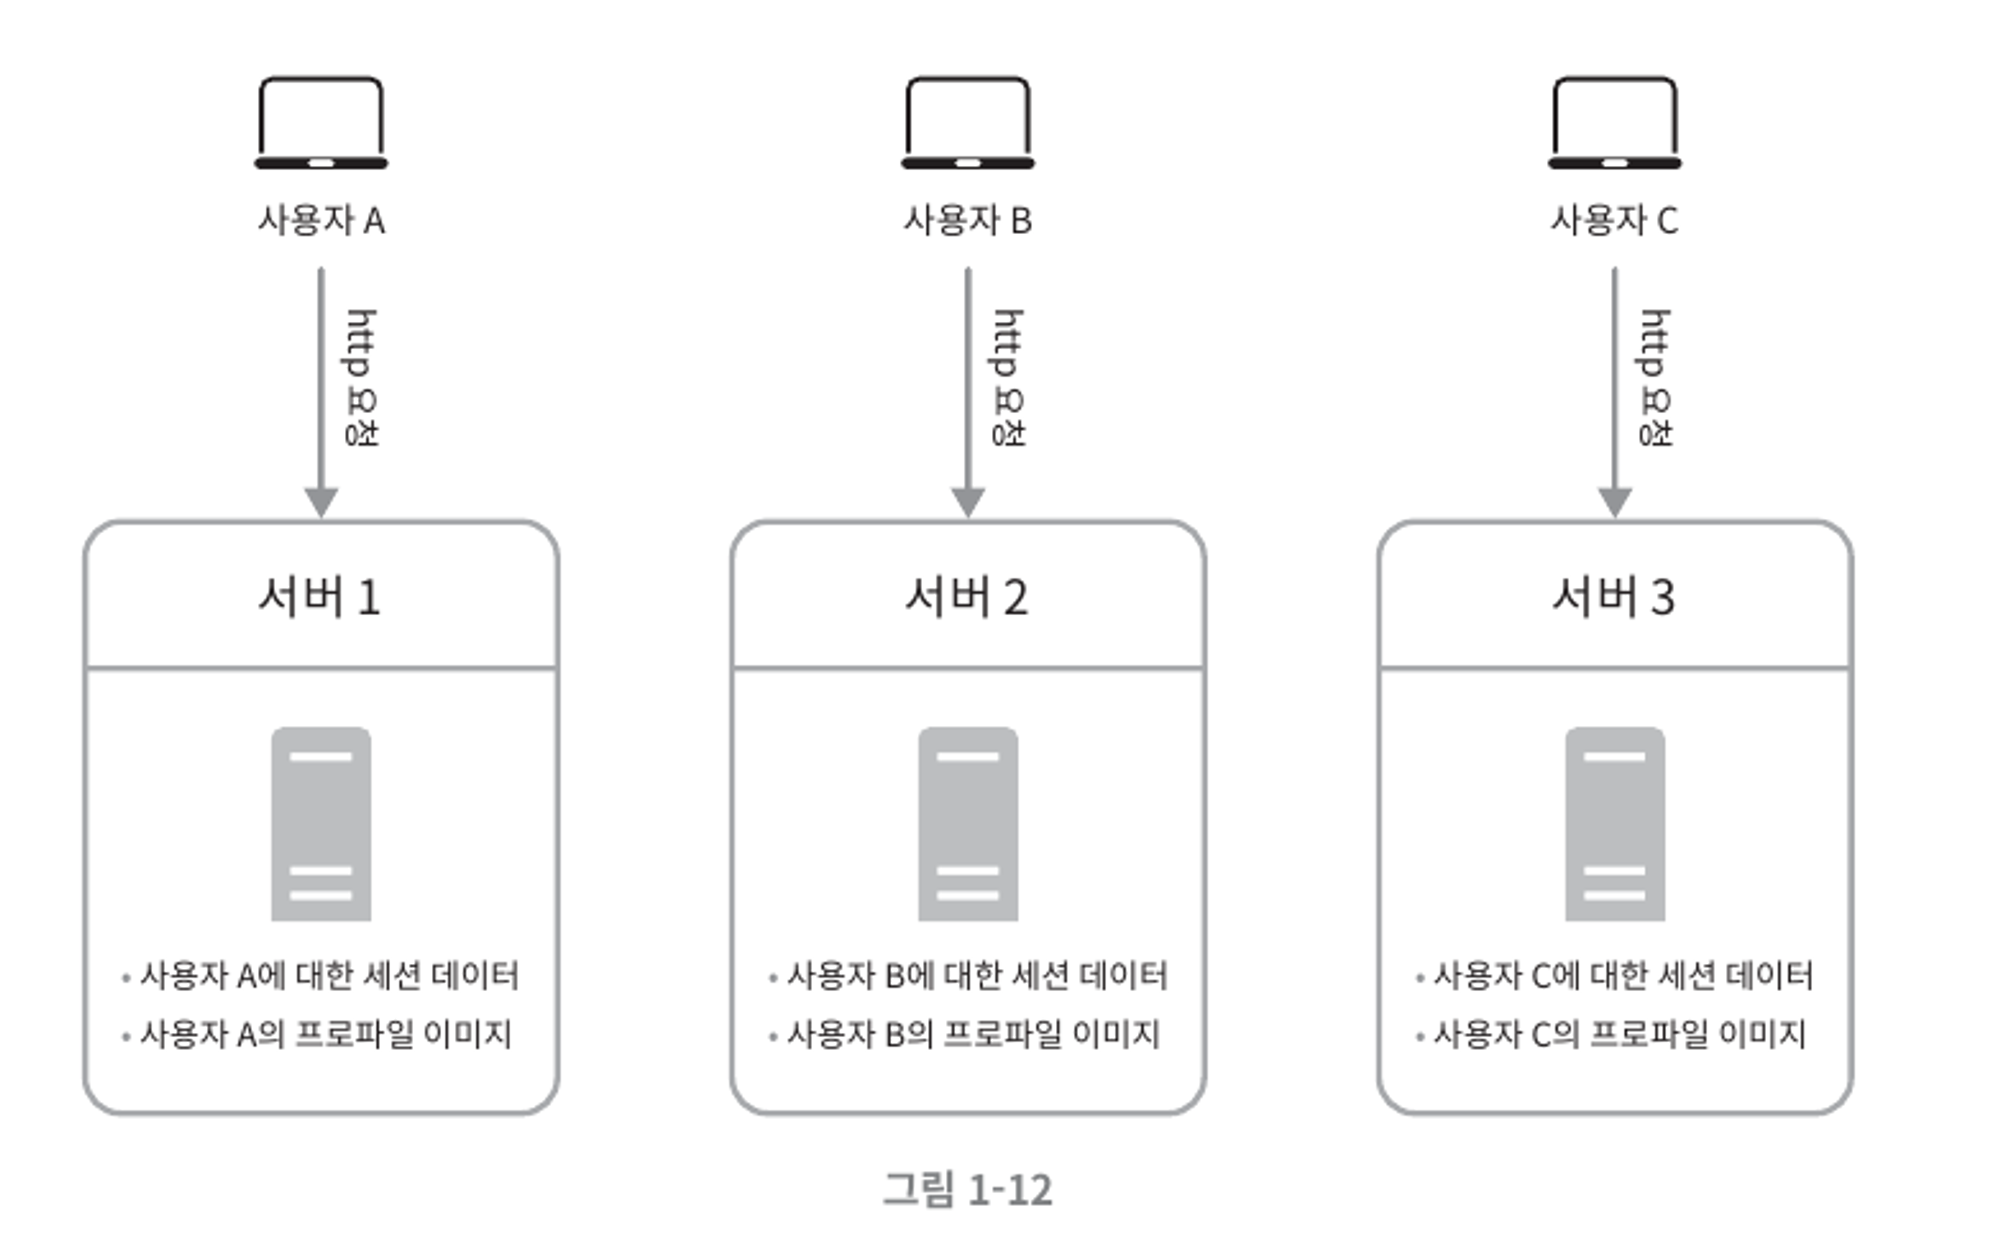 사용자 A
사용자 B
사용자 C
http 요청
http 요청
http 요청
서버 1
서버 2
서버 3
• 사용자 A에 대한 세션 데이터
• 사용자 A의 프로파일 이미지
• 사용자 B에 대한 세션 데이터
• 사용자 B의 프로파일 이미지
• 사용자 C에 대한 세션 데이터
• 사용자 C의 프로파일 이미지
그림 1-12